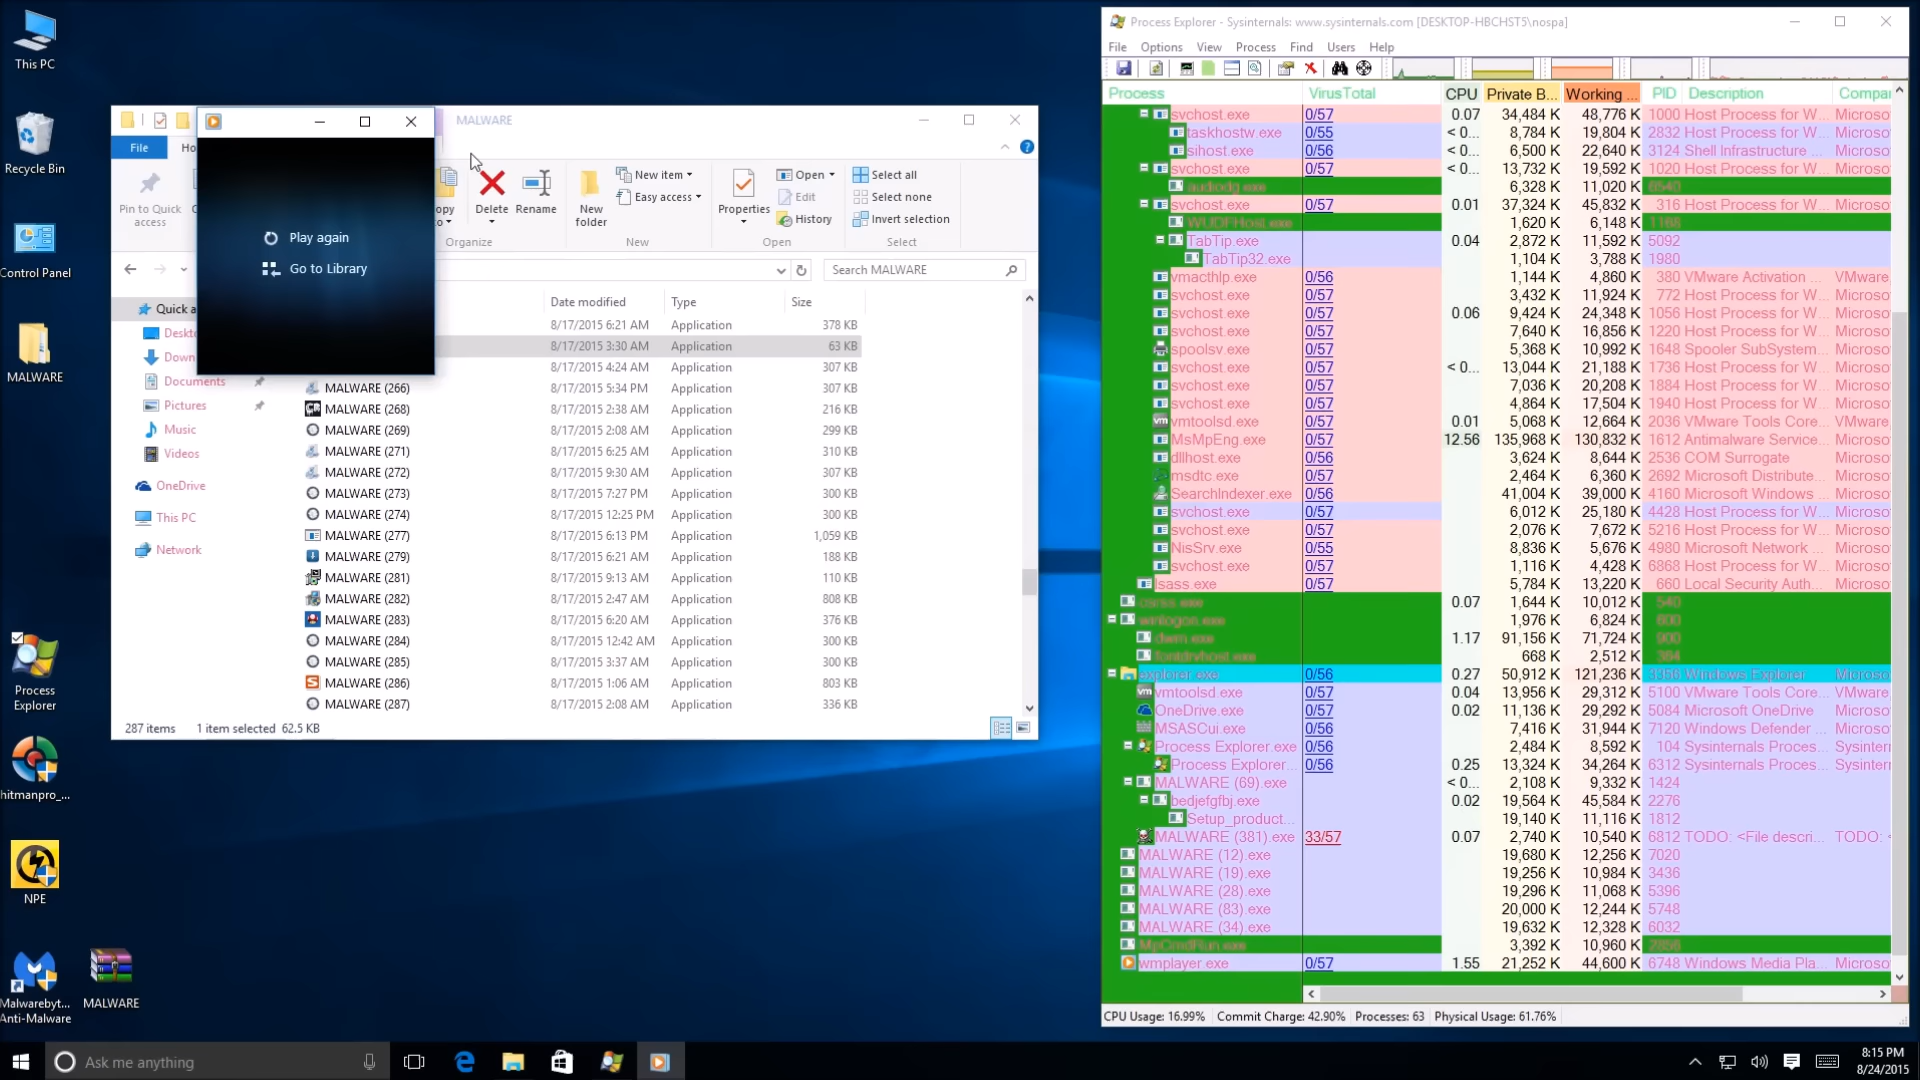 This PC
Recycle Bin
Control Panel
MALWARE
Process
Explorer
hitmanpro_...
NPE
Malwarebyt...
Anti-Malware
MALWARE
MALWARE
File
Ho
Pin to Quick
access
Play again
Go to Library
Delete
Rename
Organize
New
folder
New item
Easy access
New
Properties
Open
Edit
History
Open
Select all
Select none
Invert selection
Select
Search MALWARE
Quick a
Deskt
Down
Documents
Pictures
Music
Videos
OneDrive
This PC
Network
Date modified Type Size
8/17/2015 6:21 AM Application 378 KB
8/17/2015 3:30 AM Application 63 KB
8/17/2015 4:24 AM Application 307 KB
MALWARE (266) 8/17/2015 5:34 PM Application 307 KB
MALWARE (268) 8/17/2015 2:38 AM Application 216 KB
MALWARE (269) 8/17/2015 2:08 AM Application 299 KB
MALWARE (271) 8/17/2015 6:25 AM Application 310 KB
MALWARE (272) 8/17/2015 9:30 AM Application 307 KB
MALWARE (273) 8/17/2015 7:27 PM Application 300 KB
MALWARE (274) 8/17/2015 12:25 PM Application 300 KB
MALWARE (277) 8/17/2015 6:13 PM Application 1,059 KB
MALWARE (279) 8/17/2015 6:21 AM Application 188 KB
MALWARE (281) 8/17/2015 9:13 AM Application 110 KB
MALWARE (282) 8/17/2015 2:47 AM Application 808 KB
MALWARE (283) 8/17/2015 6:20 AM Application 376 KB
MALWARE (284) 8/17/2015 12:42 AM Application 300 KB
MALWARE (285) 8/17/2015 3:37 AM Application 300 KB
MALWARE (286) 8/17/2015 1:06 AM Application 803 KB
MALWARE (287) 8/17/2015 2:08 AM Application 336 KB
287 items 1 item selected 62.5 KB
Process Explorer - Sysinternals: www.sysinternals.com [DESKTOP-HBCHST5\nospa]
File Options View Process Find Users Help
Process VirusTotal CPU Private B... Working ... PID Description Compar
svchost.exe 0/57 0.07 34,484 K 48,776 K 1000 Host Process for W... Microso
taskhostw.exe 0/55 < 0... 8,784 K 19,804 K 2832 Host Process for W... Microso
sihost.exe 0/56 < 0... 6,500 K 22,640 K 3124 Shell Infrastructure ... Microso
svchost.exe 0/57 < 0... 13,732 K 19,592 K 1020 Host Process for W... Microso
audiodg.exe 6,328 K 11,020 K 6540
svchost.exe 0/57 0.01 37,324 K 45,832 K 316 Host Process for W... Microso
WUDFHost.exe 1,620 K 6,148 K 1168
TabTip.exe 0.04 2,872 K 11,592 K 5092
TabTip32.exe 1,104 K 3,788 K 1980
vmacthlp.exe 0/56 1,144 K 4,860 K 380 VMware Activation ... VMware,
svchost.exe 0/57 3,432 K 11,924 K 772 Host Process for W... Microso
svchost.exe 0/57 0.06 9,424 K 24,348 K 1056 Host Process for W... Microso
svchost.exe 0/57 7,640 K 16,856 K 1220 Host Process for W... Microso
spoolsv.exe 0/57 5,368 K 10,992 K 1648 Spooler SubSystem... Microso
svchost.exe 0/57 < 0... 13,044 K 21,188 K 1736 Host Process for W... Microso
svchost.exe 0/57 7,036 K 20,208 K 1884 Host Process for W... Microso
svchost.exe 0/57 4,864 K 17,504 K 1940 Host Process for W... Microso
vmtoolsd.exe 0/57 0.01 5,068 K 12,664 K 2036 VMware Tools Core... VMware,
MsMpEng.exe 0/57 12.56 135,968 K 130,832 K 1612 Antimalware Service... Microso
dllhost.exe 0/56 3,624 K 8,644 K 2536 COM Surrogate Microso
msdtc.exe 0/57 2,464 K 6,360 K 2692 Microsoft Distribute... Microso
SearchIndexer.exe 0/56 41,004 K 39,000 K 4160 Microsoft Windows ... Microso
svchost.exe 0/57 6,012 K 25,180 K 4428 Host Process for W... Microso
svchost.exe 0/57 2,076 K 7,672 K 5216 Host Process for W... Microso
NisSrv.exe 0/55 8,836 K 5,676 K 4980 Microsoft Network ... Microso
svchost.exe 0/57 1,116 K 4,428 K 6868 Host Process for W... Microso
lsass.exe 0/57 5,784 K 13,220 K 660 Local Security Auth... Microso
csrss.exe 0.07 1,644 K 10,012 K 540
winlogon.exe 1,976 K 6,824 K 600
dwm.exe 1.17 91,156 K 71,724 K 900
fontdrvhost.exe 668 K 2,512 K 364
explorer.exe 0/56 0.27 50,912 K 121,236 K 3356 Windows Explorer Microso
vmtoolsd.exe 0/57 0.04 13,956 K 29,312 K 5100 VMware Tools Core... VMware,
OneDrive.exe 0/57 0.02 11,136 K 29,292 K 5084 Microsoft OneDrive Microso
MSASCui.exe 0/56 7,416 K 31,944 K 7120 Windows Defender ... Microso
Process Explorer.exe 0/56 2,484 K 8,592 K 104 Sysinternals Proces... Sysintern
Process Explorer... 0/56 0.25 13,324 K 34,264 K 6312 Sysinternals Proces... Sysintern
MALWARE (69).exe < 0... 2,108 K 9,332 K 1424
bedjefgfbj.exe 0.02 19,564 K 45,584 K 2276
Setup_product... 19,140 K 11,116 K 1812
MALWARE (381).exe 33/57 0.07 2,740 K 10,540 K 6812 TODO: <File descri... TODO: <
MALWARE (12).exe 19,680 K 12,256 K 7020
MALWARE (19).exe 19,256 K 10,984 K 3436
MALWARE (28).exe 19,296 K 11,068 K 5396
MALWARE (83).exe 20,000 K 12,244 K 5748
MALWARE (34).exe 19,632 K 12,328 K 6032
MpCmdRun.exe 3,392 K 10,960 K 2856
wmplayer.exe 0/57 1.55 21,252 K 44,600 K 6748 Windows Media Pla... Microso
CPU Usage: 16.99% Commit Charge: 42.90% Processes: 63 Physical Usage: 61.76%
Ask me anything
8:15 PM
8/24/2015